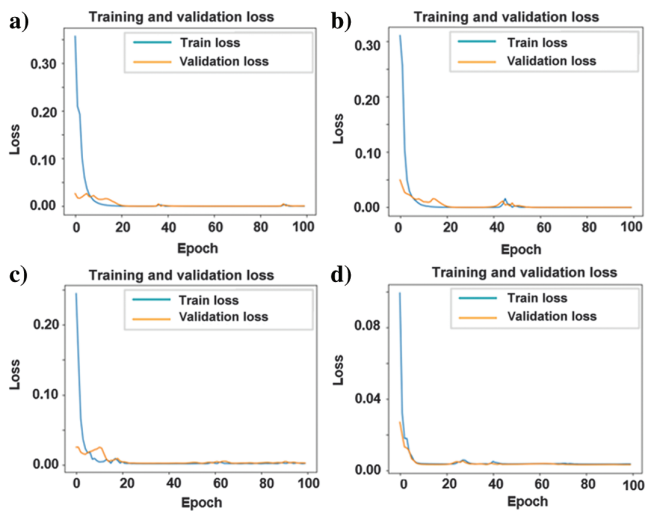 a)
Training and validation loss
Train loss
Validation loss
0.30
0.20
0.10
0.00
Loss
0 20 40 60 80 100
Epoch
b)
Training and validation loss
Train loss
Validation loss
0.30
0.20
0.10
0.00
Loss
0 20 40 60 80 100
Epoch
c)
Training and validation loss
Train loss
Validation loss
0.20
0.10
0.00
Loss
0 20 40 60 80 100
Epoch
d)
Training and validation loss
Train loss
Validation loss
0.08
0.04
0.00
Loss
0 20 40 60 80 100
Epoch